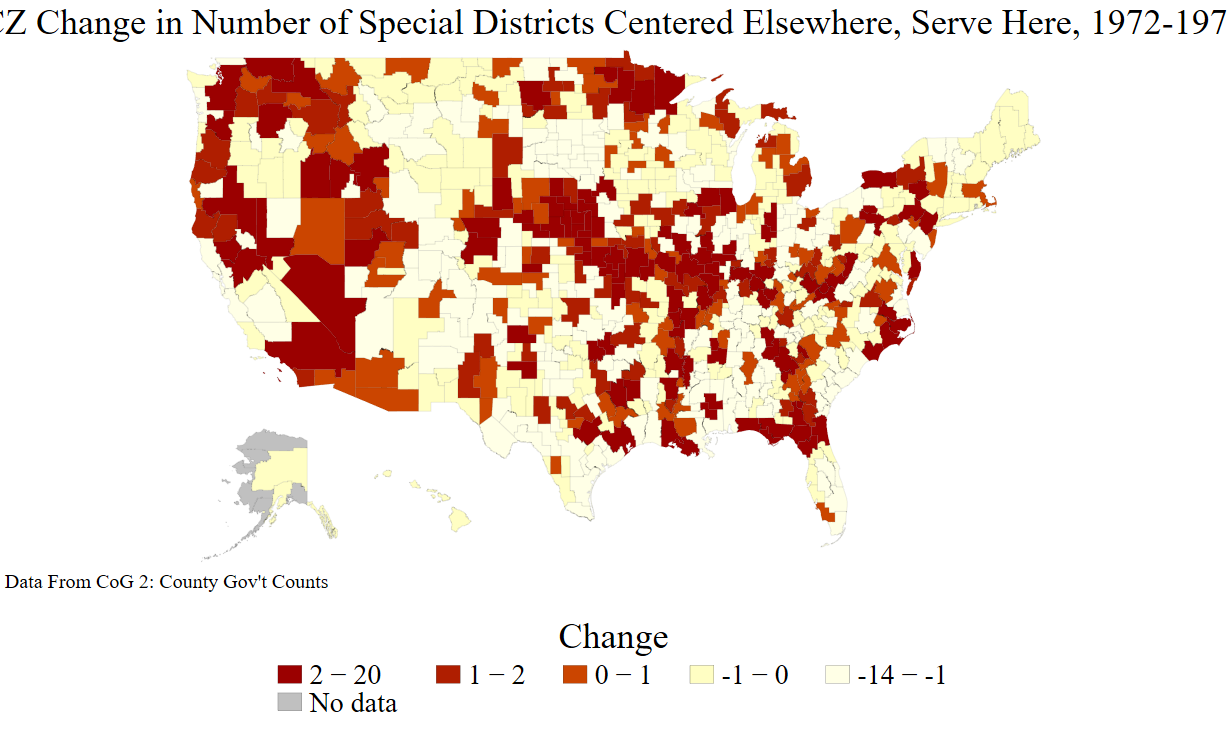 CZ Change in Number of Special Districts Centered Elsewhere, Serve Here, 1972-197
Data From CoG 2: County Gov't Counts
Change
2 − 20 1 − 2 0 − 1 -1 − 0 -14 − -1
No data